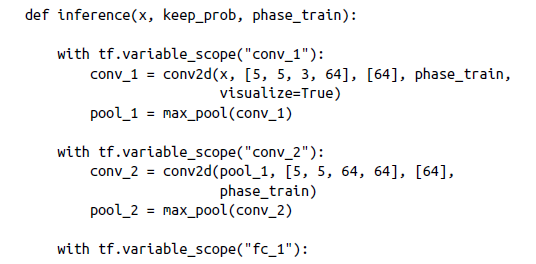 def inference(x, keep_prob, phase_train):
with tf.variable_scope("conv_1"):
conv_1 = conv2d(x, [5, 5, 3, 64], [64], phase_train,
visualize=True)
pool_1 = max_pool(conv_1)
with tf.variable_scope("conv_2"):
conv_2 = conv2d(pool_1, [5, 5, 64, 64], [64],
phase_train)
pool_2 = max_pool(conv_2)
with tf.variable_scope("fc_1"):